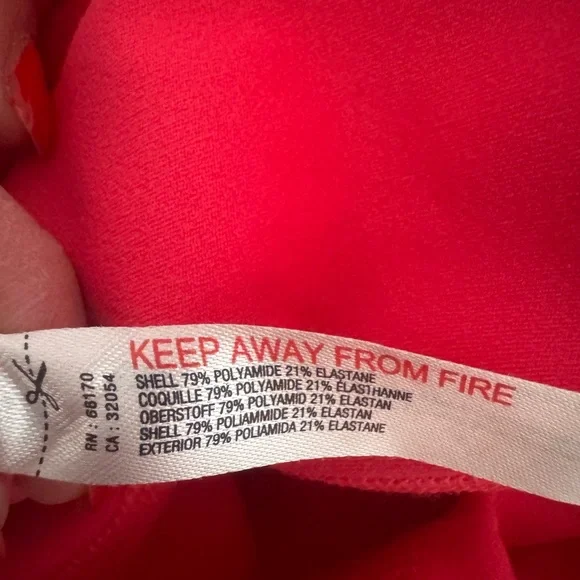 KEEP AWAY FROM FIRE
SHELL 79% POLYAMIDE 21% ELASTANE
COQUILLE 79% POLYAMIDE 21% ÉLASTHANNE
OBERSTOFF 79% POLYAMID 21% ELASTAN
SHELL 79% POLIAMMIDE 21% ELASTAN
EXTERIOR 79% POLIAMIDA 21% ELASTANE
RN : 66170
CA : 32054